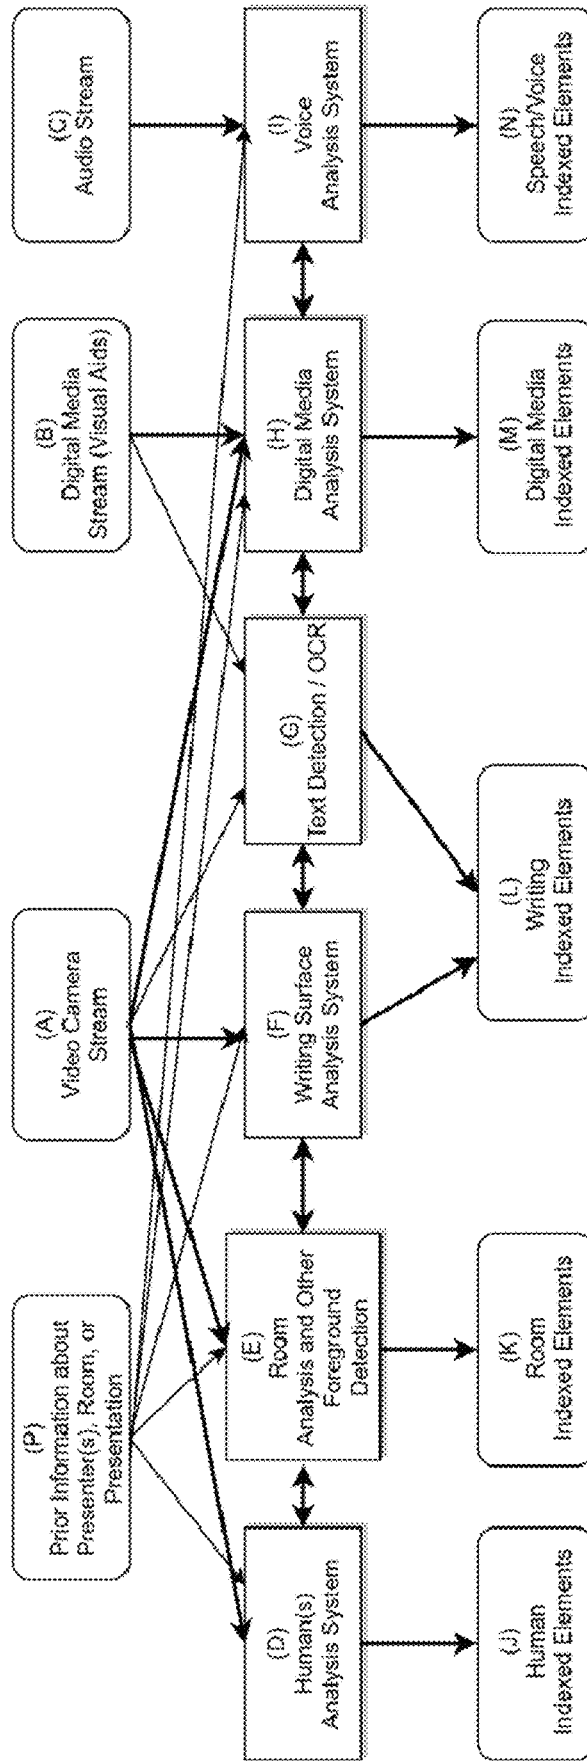 (P)
Prior Information about
Presenter(s), Room, or
Presentation
(A)
Video Camera
Stream
(B)
Digital Media
Stream (Visual Aids)
(C)
Audio Stream
(D)
Human(s)
Analysis System
(E)
Room
Analysis and Other
Foreground
Detection
(F)
Writing Surface
Analysis System
(G)
Text Detection / OCR
(H)
Digital Media
Analysis System
(I)
Voice
Analysis System
(J)
Human
Indexed Elements
(K)
Room
Indexed Elements
(L)
Writing
Indexed Elements
(M)
Digital Media
Indexed Elements
(N)
Speech/Voice
Indexed Elements